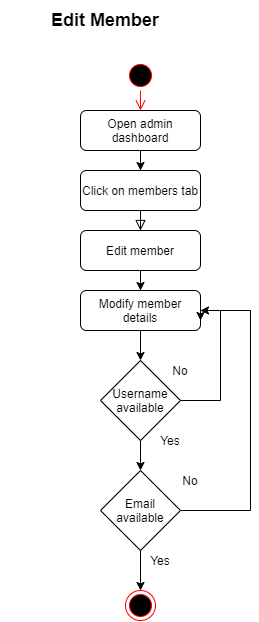 Edit Member
Open admin
dashboard
Click on members tab
Edit member
Modify member
details
No
Username
available
Yes
No
Email
available
Yes